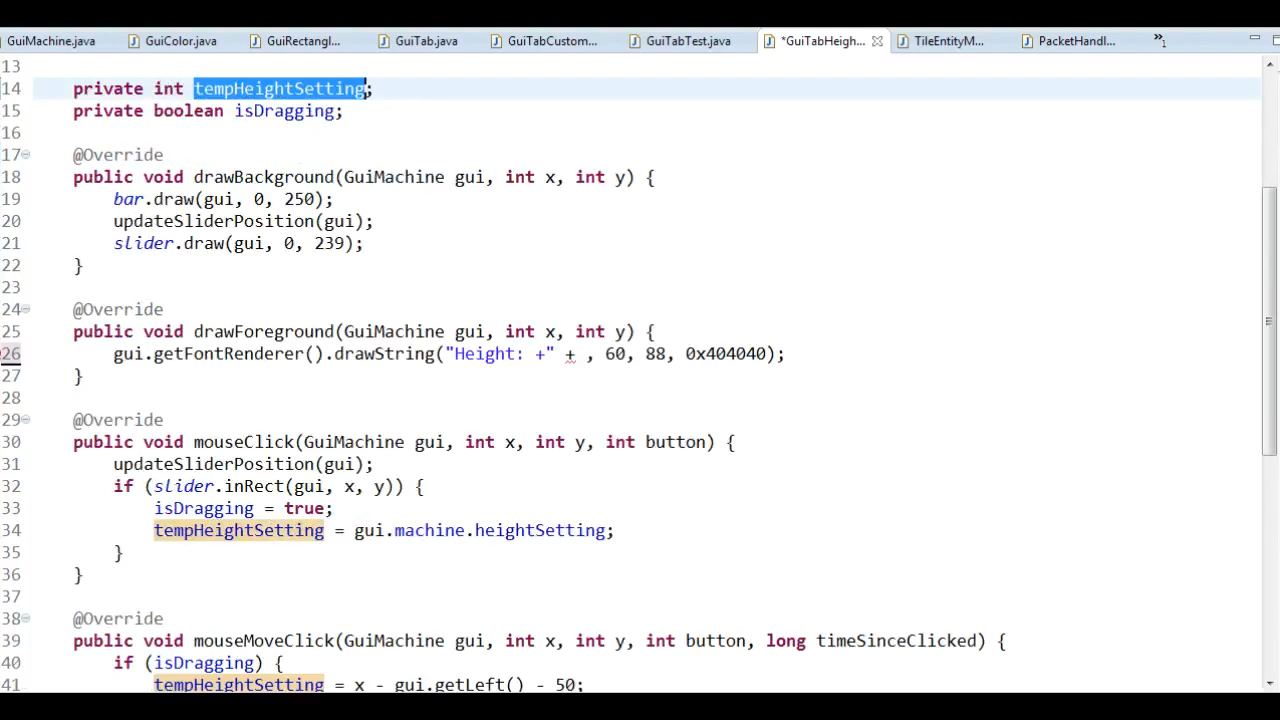 GuiMachine.java GuiColor.java GuiRectangl... GuiTab.java GuiTabCustom... GuiTabTest.java *GuiTabHeigh... TileEntityM... PacketHandl... »1
13
14 private int tempHeightSetting;
15 private boolean isDragging;
16
17 @Override
18 public void drawBackground(GuiMachine gui, int x, int y) {
19 bar.draw(gui, 0, 250);
20 updateSliderPosition(gui);
21 slider.draw(gui, 0, 239);
22 }
23
24 @Override
25 public void drawForeground(GuiMachine gui, int x, int y) {
26 gui.getFontRenderer().drawString("Height: +" + , 60, 88, 0x404040);
27 }
28
29 @Override
30 public void mouseClick(GuiMachine gui, int x, int y, int button) {
31 updateSliderPosition(gui);
32 if (slider.inRect(gui, x, y)) {
33 isDragging = true;
34 tempHeightSetting = gui.machine.heightSetting;
35 }
36 }
37
38 @Override
39 public void mouseMoveClick(GuiMachine gui, int x, int y, int button, long timeSinceClicked) {
40 if (isDragging) {
41 tempHeightSetting = x - gui.getLeft() - 50;